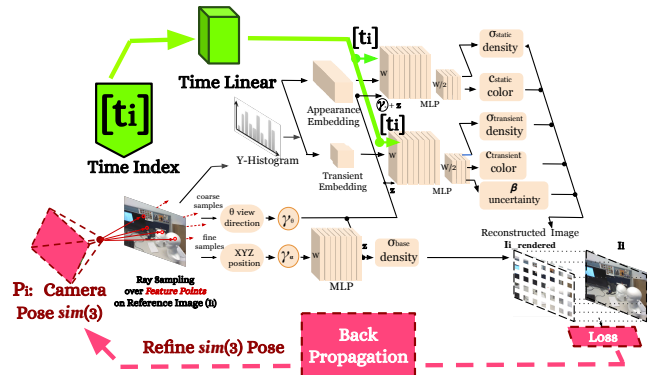 [ti]
Time Index
Time Linear
[ti]
[ti]
W
W/2
MLP
γ + z
Appearance
Embedding
Y-Histogram
Transient
Embedding
W
W/2
MLP
z
σstatic
density
cstatic
color
σtransient
density
ctransient
color
β
uncertainty
Reconstructed Image
Ii_rendered
Ii
coarse
samples
fine
samples
θ view
direction
γ
XYZ
position
γ
W
MLP
z
σbase
density
Ray Sampling
over Feature Points
on Reference Image (Ii)
Pi: Camera
Pose sim(3)
Refine sim(3) Pose
Back
Propagation
Loss